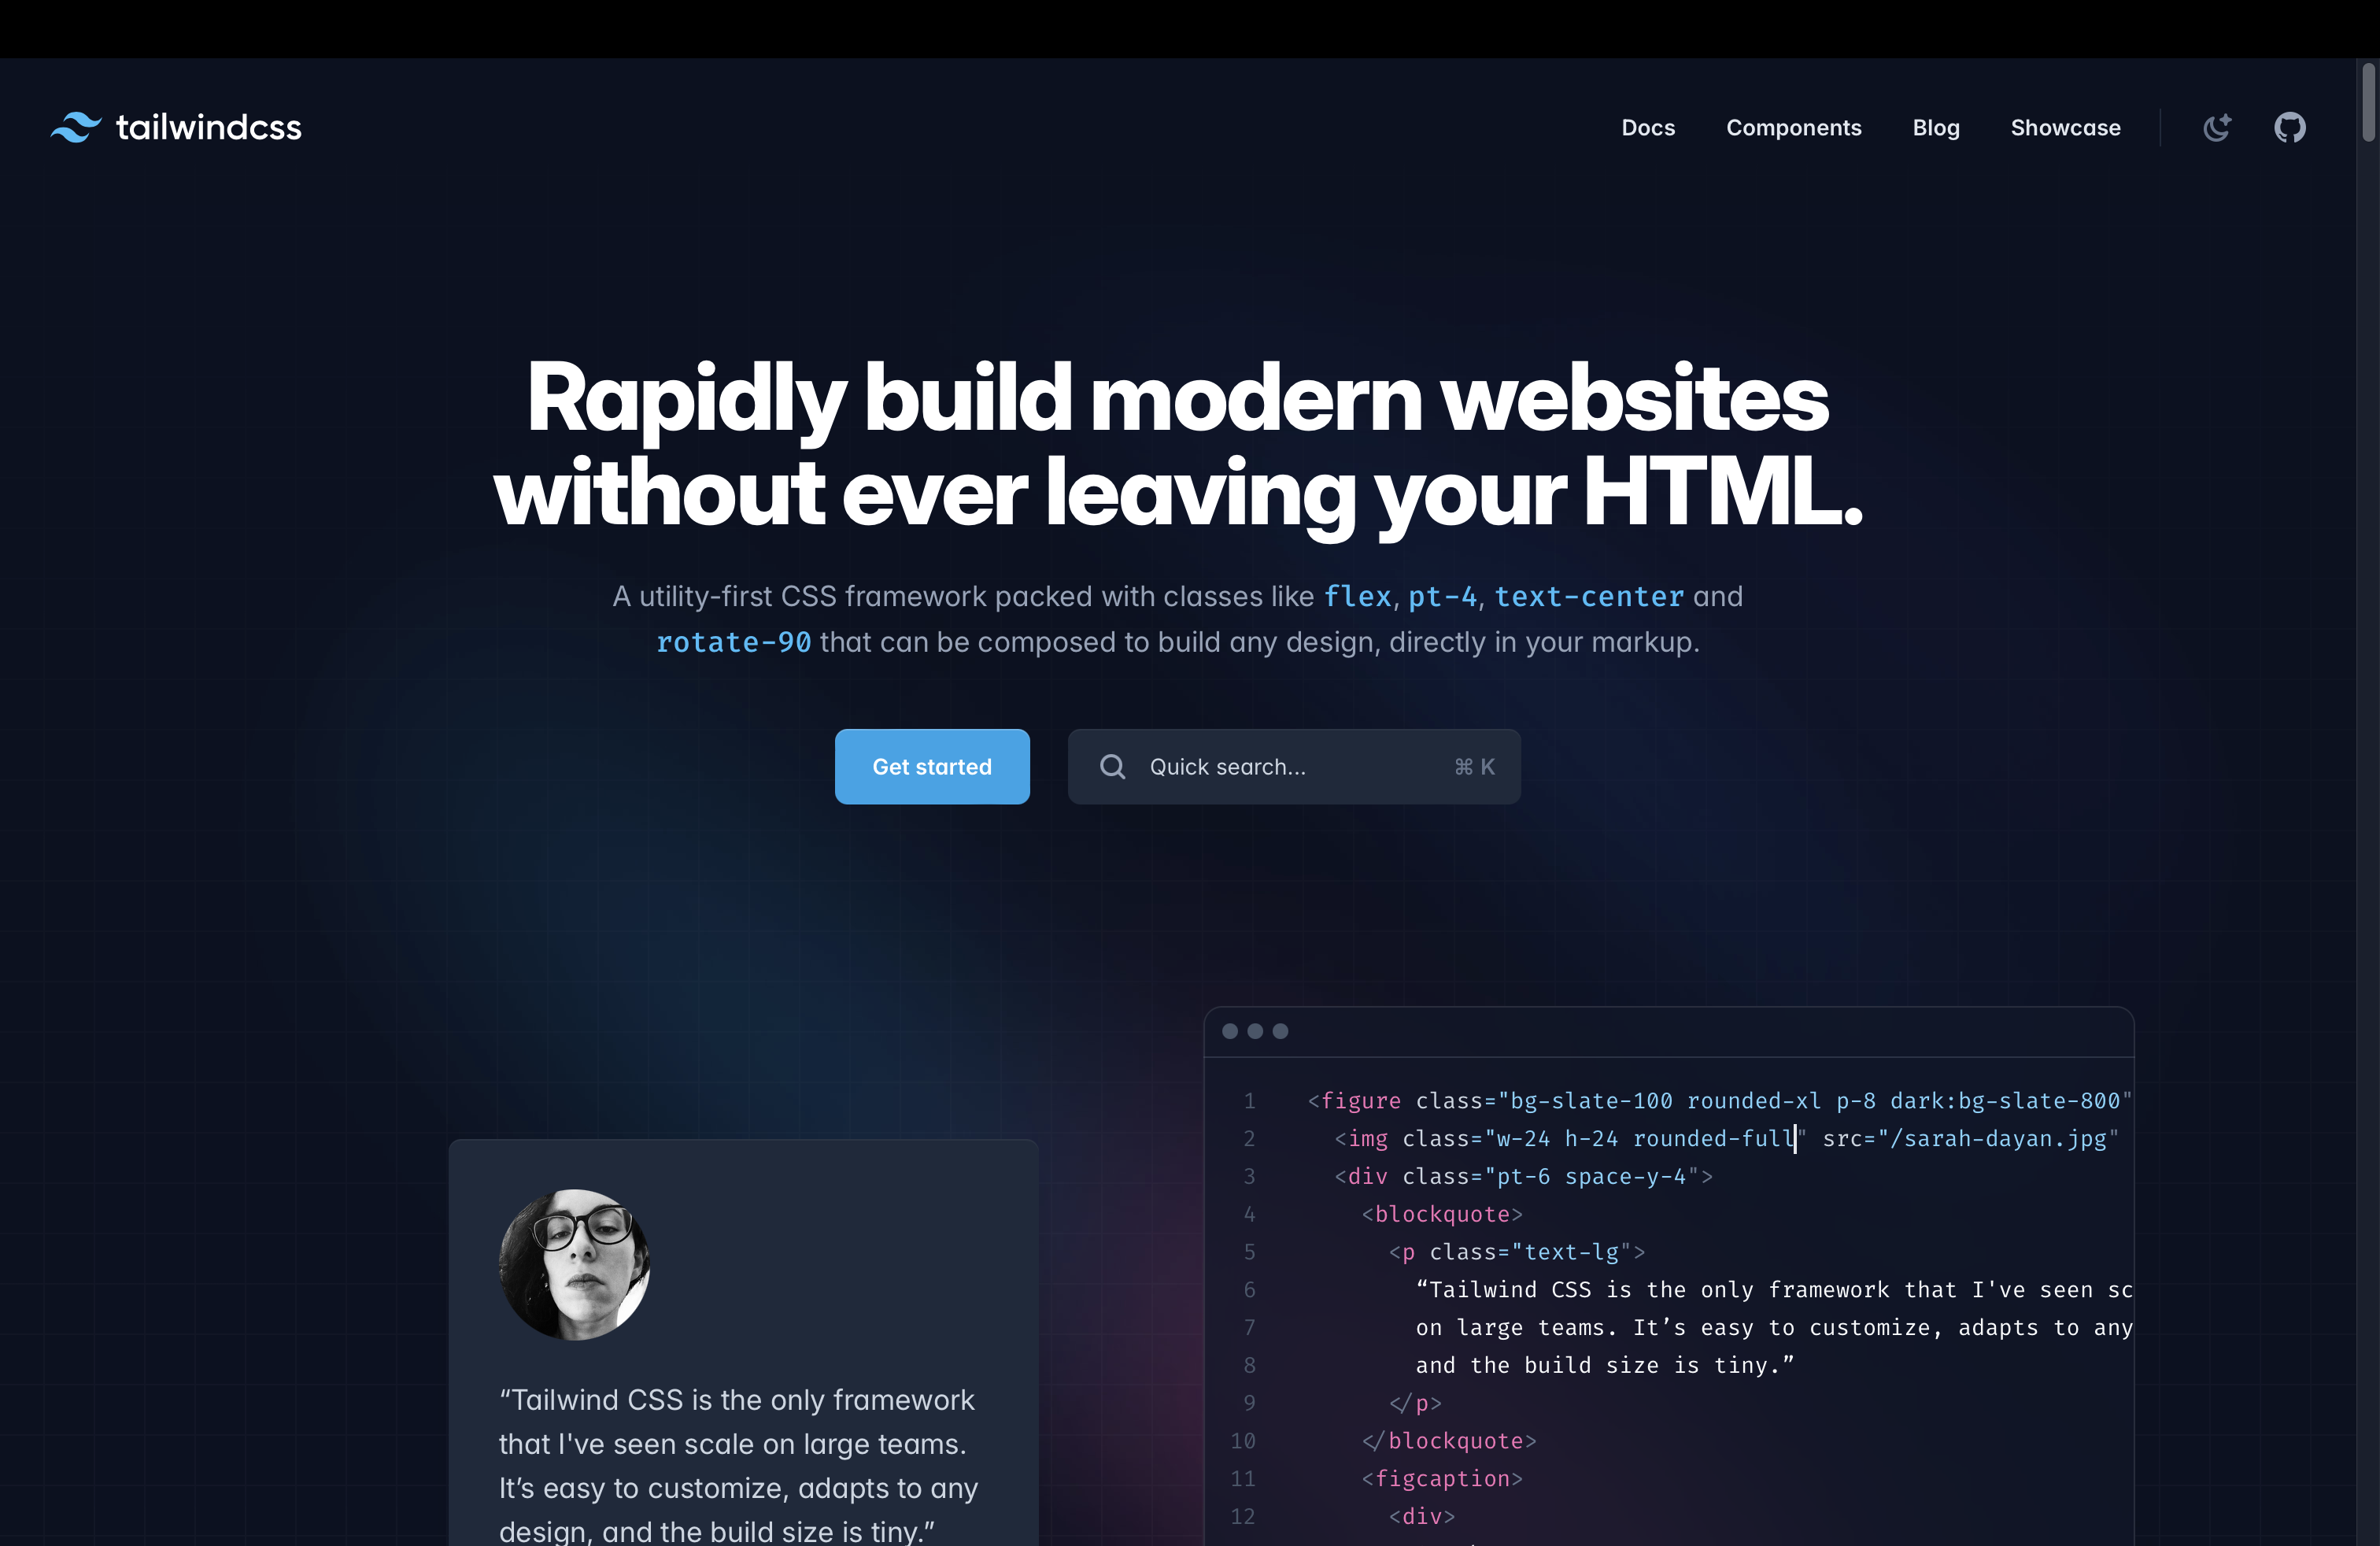 tailwindcss
Docs Components Blog Showcase
Rapidly build modern websites
without ever leaving your HTML.
A utility-first CSS framework packed with classes like flex, pt-4, text-center and
rotate-90 that can be composed to build any design, directly in your markup.
Get started
Quick search... ⌘ K
“Tailwind CSS is the only framework
that I've seen scale on large teams.
It’s easy to customize, adapts to any
design, and the build size is tiny.”
1 <figure class="bg-slate-100 rounded-xl p-8 dark:bg-slate-800"
2 <img class="w-24 h-24 rounded-full" src="/sarah-dayan.jpg"
3 <div class="pt-6 space-y-4">
4 <blockquote>
5 <p class="text-lg">
6 “Tailwind CSS is the only framework that I've seen sc
7 on large teams. It’s easy to customize, adapts to any
8 and the build size is tiny.”
9 </p>
10 </blockquote>
11 <figcaption>
12 <div>